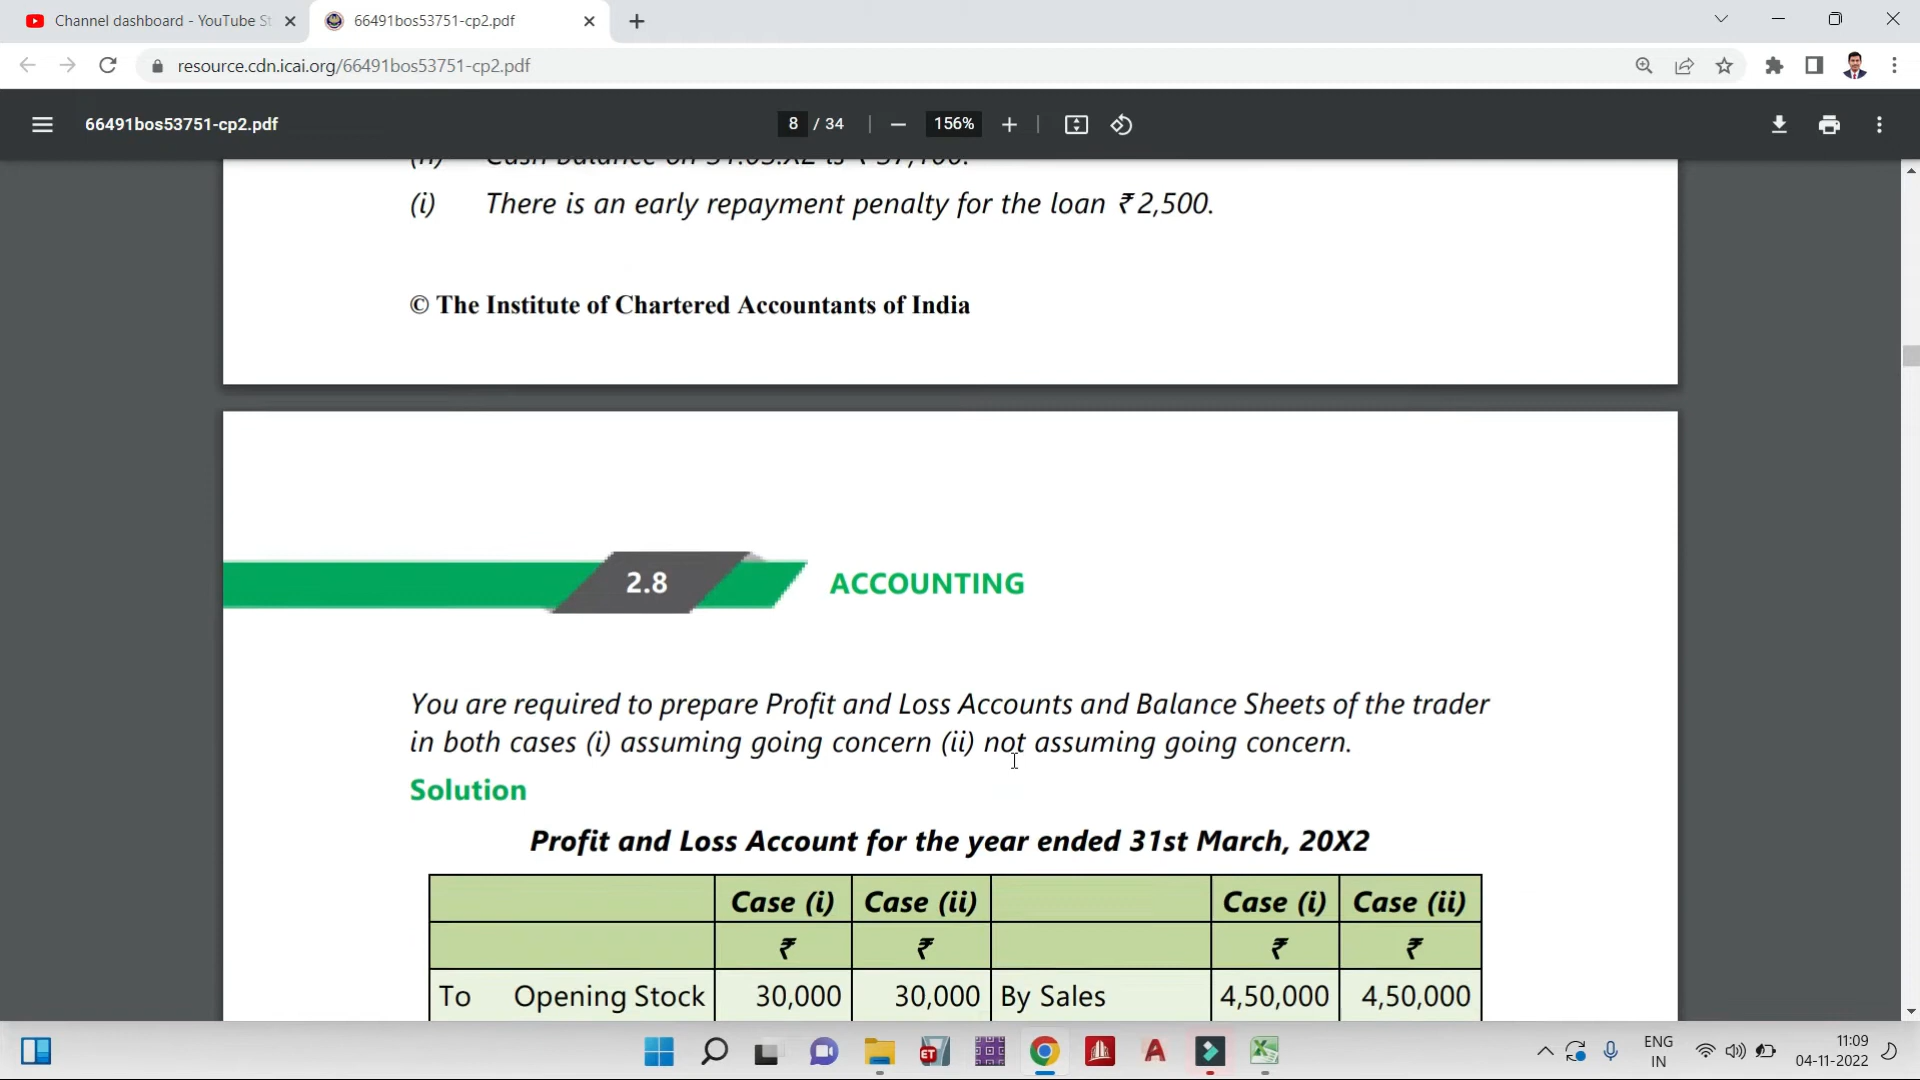 Channel dashboard - YouTube St
66491bos53751-cp2.pdf
resource.cdn.icai.org/66491bos53751-cp2.pdf
66491bos53751-cp2.pdf
8 / 34
156%
(i) There is an early repayment penalty for the loan ₹ 2,500.
© The Institute of Chartered Accountants of India
2.8 ACCOUNTING
You are required to prepare Profit and Loss Accounts and Balance Sheets of the trader
in both cases (i) assuming going concern (ii) not assuming going concern.
Solution
Profit and Loss Account for the year ended 31st March, 20X2
Case (i) Case (ii) Case (i) Case (ii)
₹ ₹ ₹ ₹
To Opening Stock 30,000 30,000 By Sales 4,50,000 4,50,000
ET
ENG
IN
11:09
04-11-2022